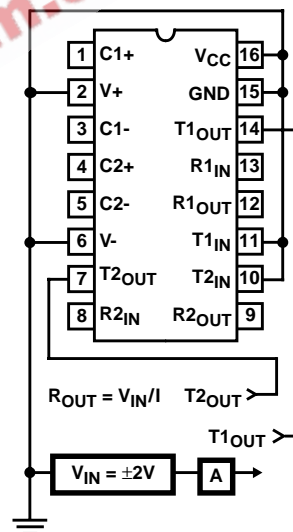 1 C1+ VCC 16
2 V+ GND 15
3 C1- T1OUT 14
4 C2+ R1IN 13
5 C2- R1OUT 12
6 V- T1IN 11
7 T2OUT T2IN 10
8 R2IN R2OUT 9
ROUT = VIN/I T2OUT
T1OUT
VIN = ±2V A